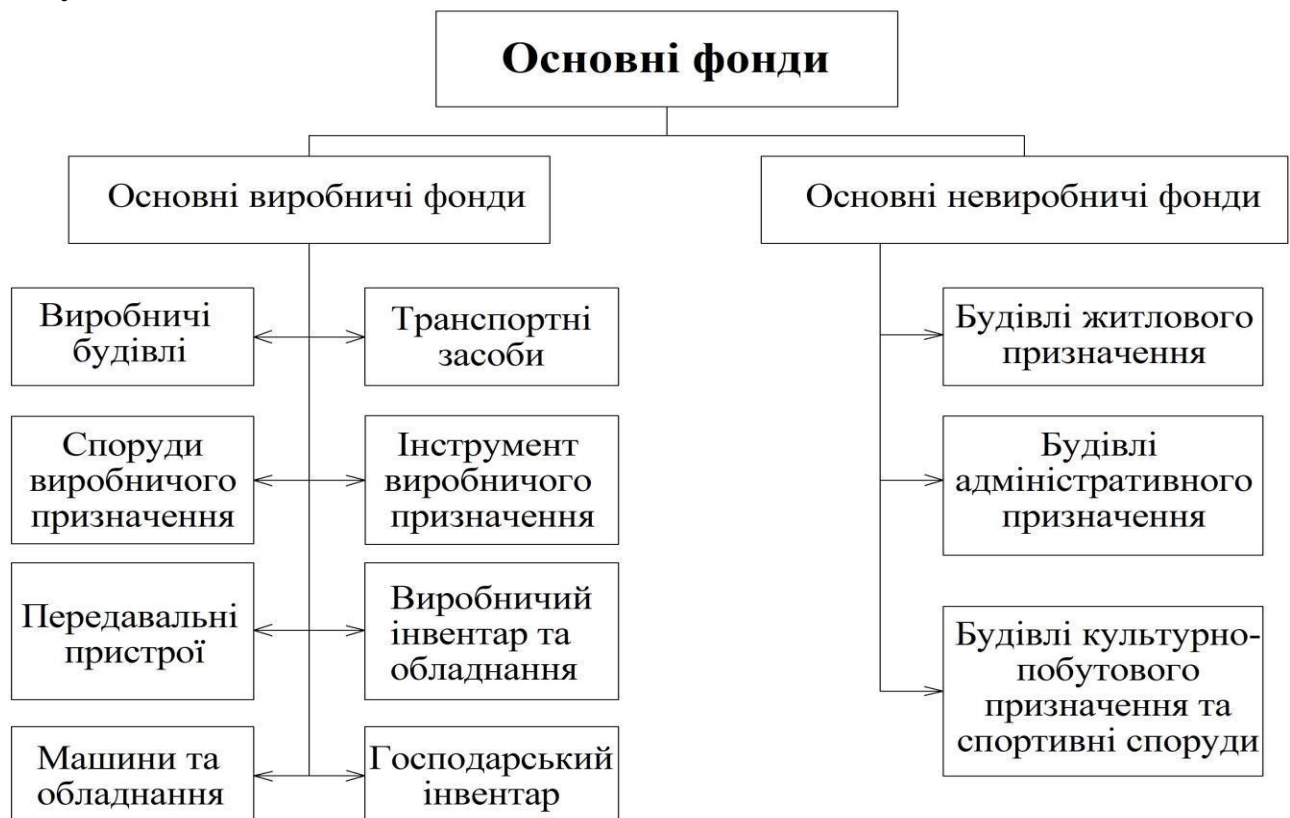 Основні фонди
Основні виробничі фонди
Основні невиробничі фонди
Виробничі
будівлі
Транспортні
засоби
Будівлі житлового
призначення
Споруди
виробничого
призначення
Інструмент
виробничого
призначення
Будівлі
адміністративного
призначення
Передавальні
пристрої
Виробничий
інвентар та
обладнання
Будівлі культурно-
побутового
призначення та
спортивні споруди
Машини та
обладнання
Господарський
інвентар